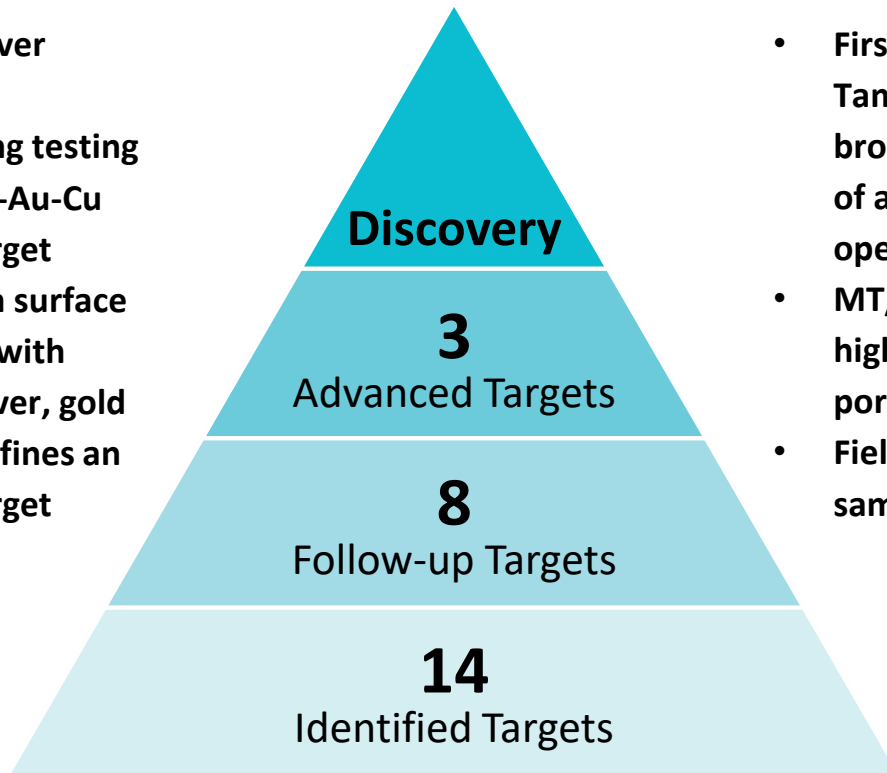 ver
ng testing
-Au-Cu
rget
n surface
with
ver, gold
fines an
rget
Discovery
3
Advanced Targets
8
Follow-up Targets
14
Identified Targets
• Firs
Tan
bro
of a
ope
• MT,
high
por
• Fiel
sam